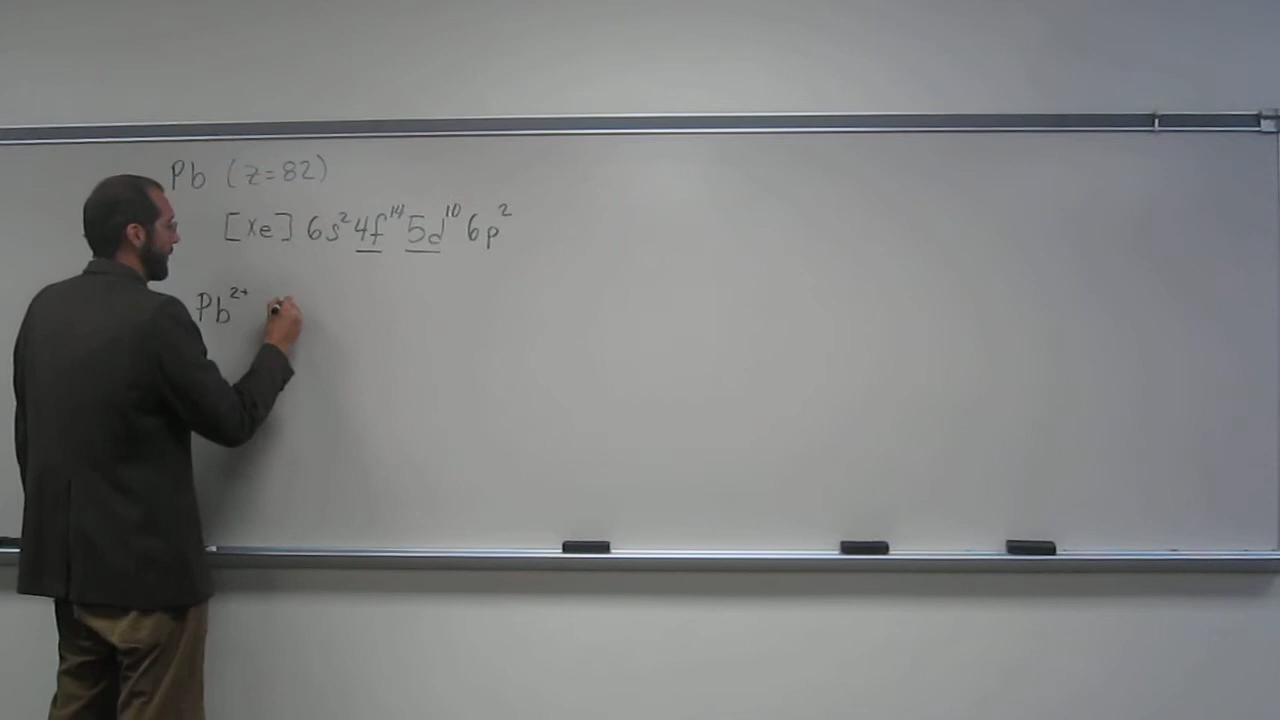 Pb (z=82)
[Xe] 6s² 4f¹⁴ 5d¹⁰ 6p²
Pb²⁺